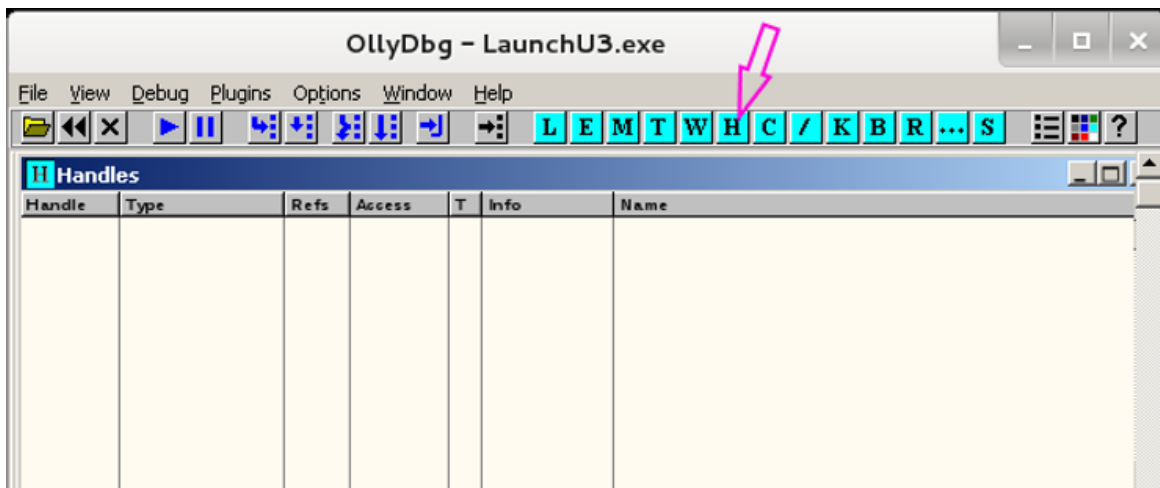 OllyDbg - LaunchU3.exe
File View Debug Plugins Options Window Help
L E M T W H C / K B R ... S ?
H Handles
Handle Type Refs Access T Info Name